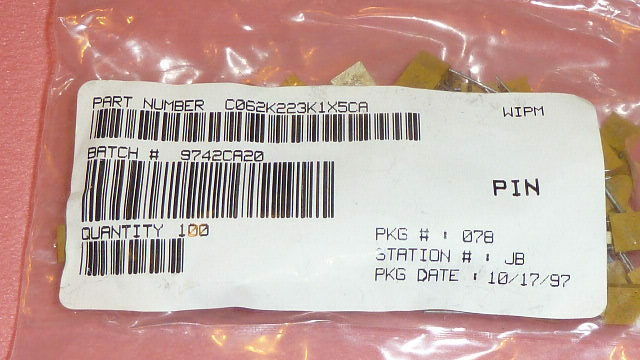 PART NUMBER C062K223K1X5CA
WIPM
BATCH # 9742CA20
PIN
QUANTITY 100
PKG # : 078
STATION # : JB
PKG DATE : 10/17/97